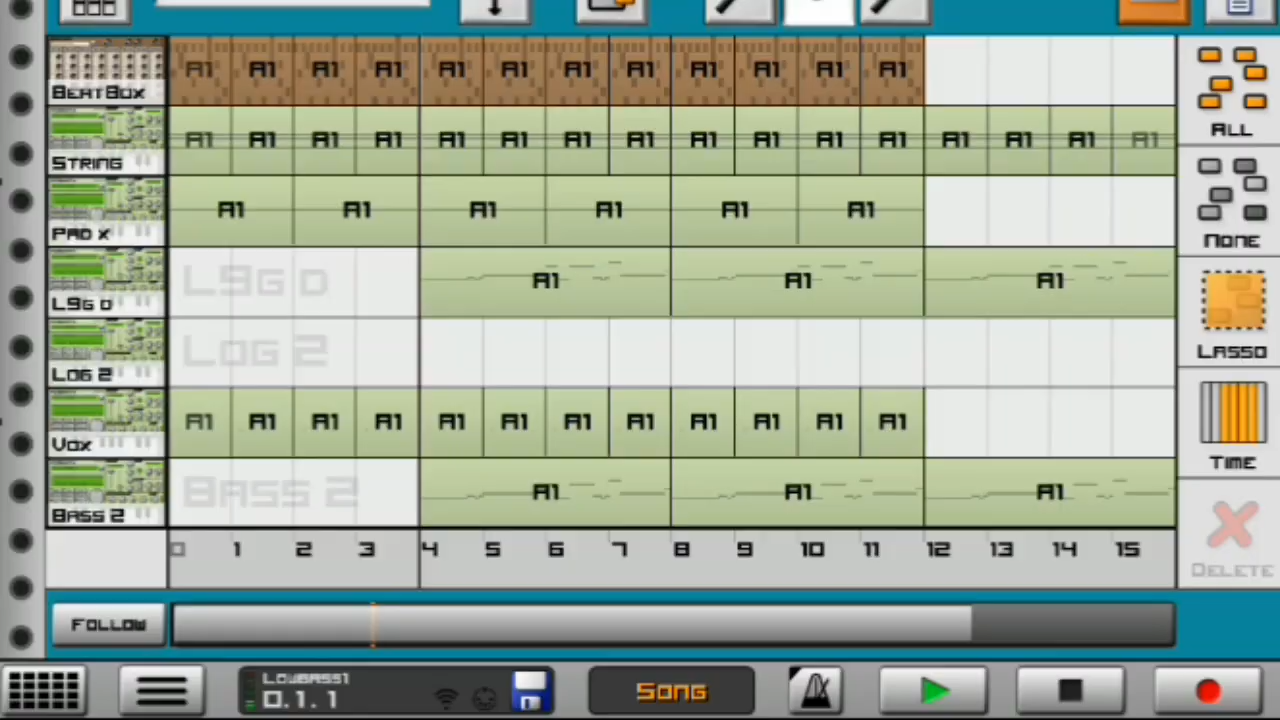 BeatBox A1 A1 A1 A1 A1 A1 A1 A1 A1 A1 A1 A1
String A1 A1 A1 A1 A1 A1 A1 A1 A1 A1 A1 A1 A1 A1 A1 A1
Pad x A1 A1 A1 A1 A1 A1
L9g d L9g d A1 A1 A1
Log 2 Log 2
Vox A1 A1 A1 A1 A1 A1 A1 A1 A1 A1 A1 A1
Bass 2 Bass 2 A1 A1 A1
0 1 2 3 4 5 6 7 8 9 10 11 12 13 14 15
All
None
Lasso
Time
Delete
Follow
LowBass1
0.1.1
Song